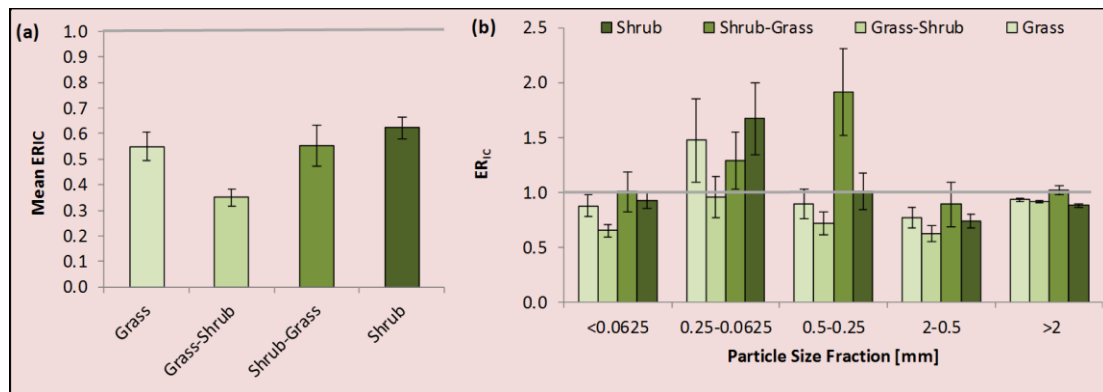 (a)
1.0
0.9
0.8
0.7
0.6
0.5
0.4
0.3
0.2
0.1
0.0
Mean ERIC
Grass
Grass-Shrub
Shrub-Grass
Shrub
(b)
Shrub Shrub-Grass Grass-Shrub Grass
2.5
2.0
1.5
1.0
0.5
0.0
ERIC
<0.0625 0.25-0.0625 0.5-0.25 2-0.5 >2
Particle Size Fraction [mm]